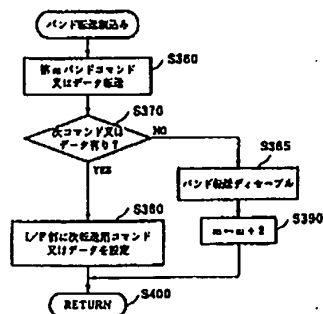 バンド転送割込み
第mバンドコマンド
又はデータ転送
S360
S370
次コマンド又は
データ有り?
NO
YES
S385
バンド転送ディセーブル
S380
I/F部に次転送用コマンド
又はデータを設定
m←m+2
S390
RETURN
S400